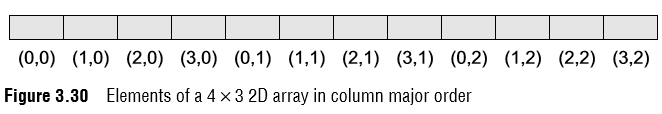 (0,0) (1,0) (2,0) (3,0) (0,1) (1,1) (2,1) (3,1) (0,2) (1,2) (2,2) (3,2)
Figure 3.30 Elements of a 4 × 3 2D array in column major order